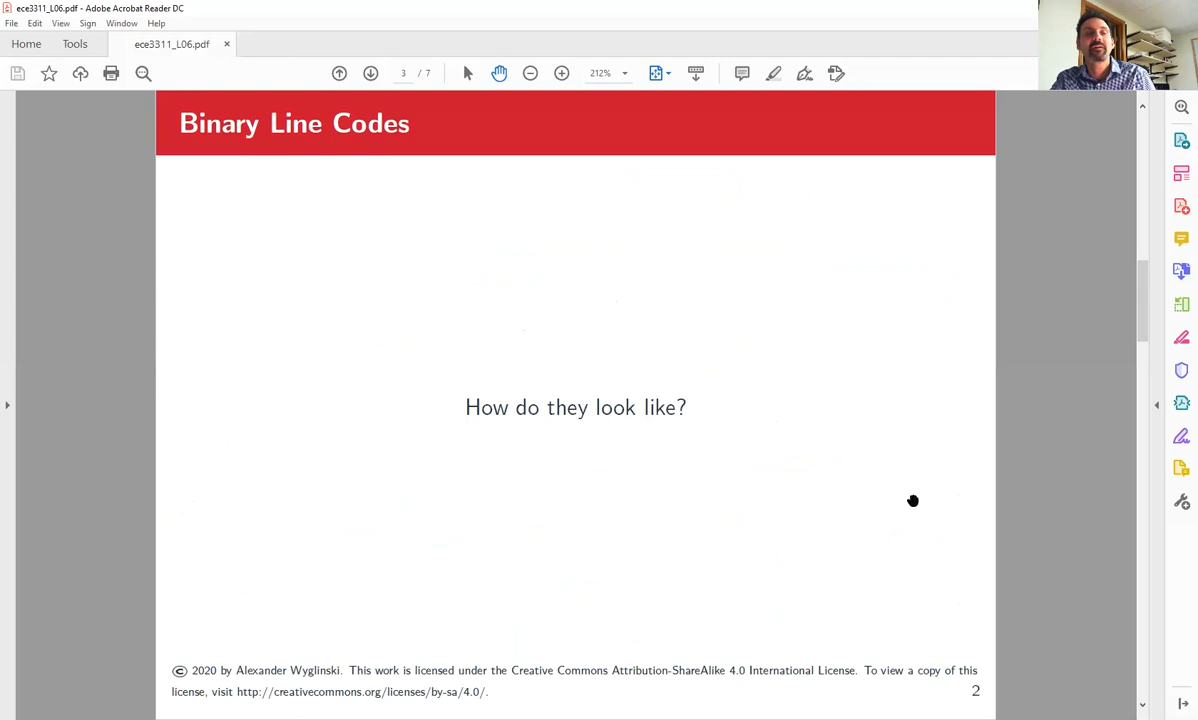 ece3311_L06.pdf - Adobe Acrobat Reader DC
File Edit View Sign Window Help
Home Tools ece3311_L06.pdf ×
3 / 7 212%
Binary Line Codes
How do they look like?
© 2020 by Alexander Wyglinski. This work is licensed under the Creative Commons Attribution-ShareAlike 4.0 International License. To view a copy of this
license, visit http://creativecommons.org/licenses/by-sa/4.0/.
2